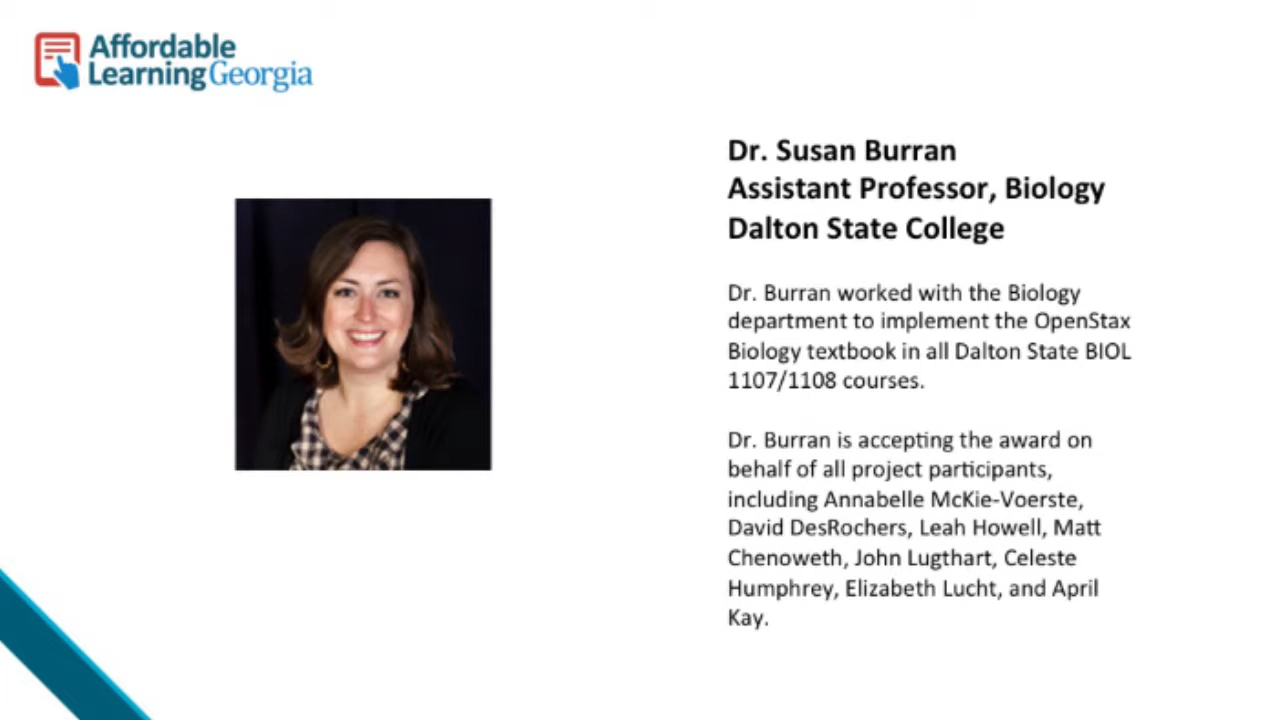 Affordable
Learning Georgia
Dr. Susan Burran
Assistant Professor, Biology
Dalton State College
Dr. Burran worked with the Biology
department to implement the OpenStax
Biology textbook in all Dalton State BIOL
1107/1108 courses.
Dr. Burran is accepting the award on
behalf of all project participants,
including Annabelle McKie-Voerste,
David DesRochers, Leah Howell, Matt
Chenoweth, John Lugthart, Celeste
Humphrey, Elizabeth Lucht, and April
Kay.